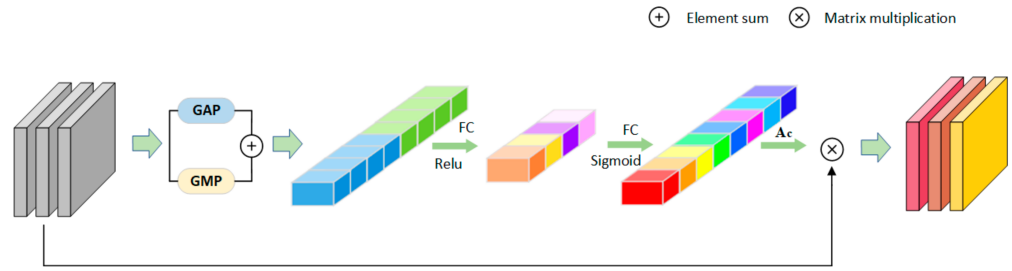 Element sum
Matrix multiplication
GAP
GMP
FC
Relu
FC
Sigmoid
Ac